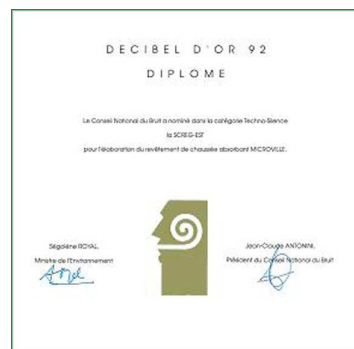 DECIBEL D'OR 92
DIPLOME
Le Conseil National du Bruit a nominé dans la catégorie Techno-Sience
la SCREG-EST
pour l'élaboration du revêtement de chaussée absorbant MICROVILLE.
Ségolène ROYAL,
Ministre de l'Environnement
Jean-Claude ANTONINI,
Président du Conseil National du Bruit